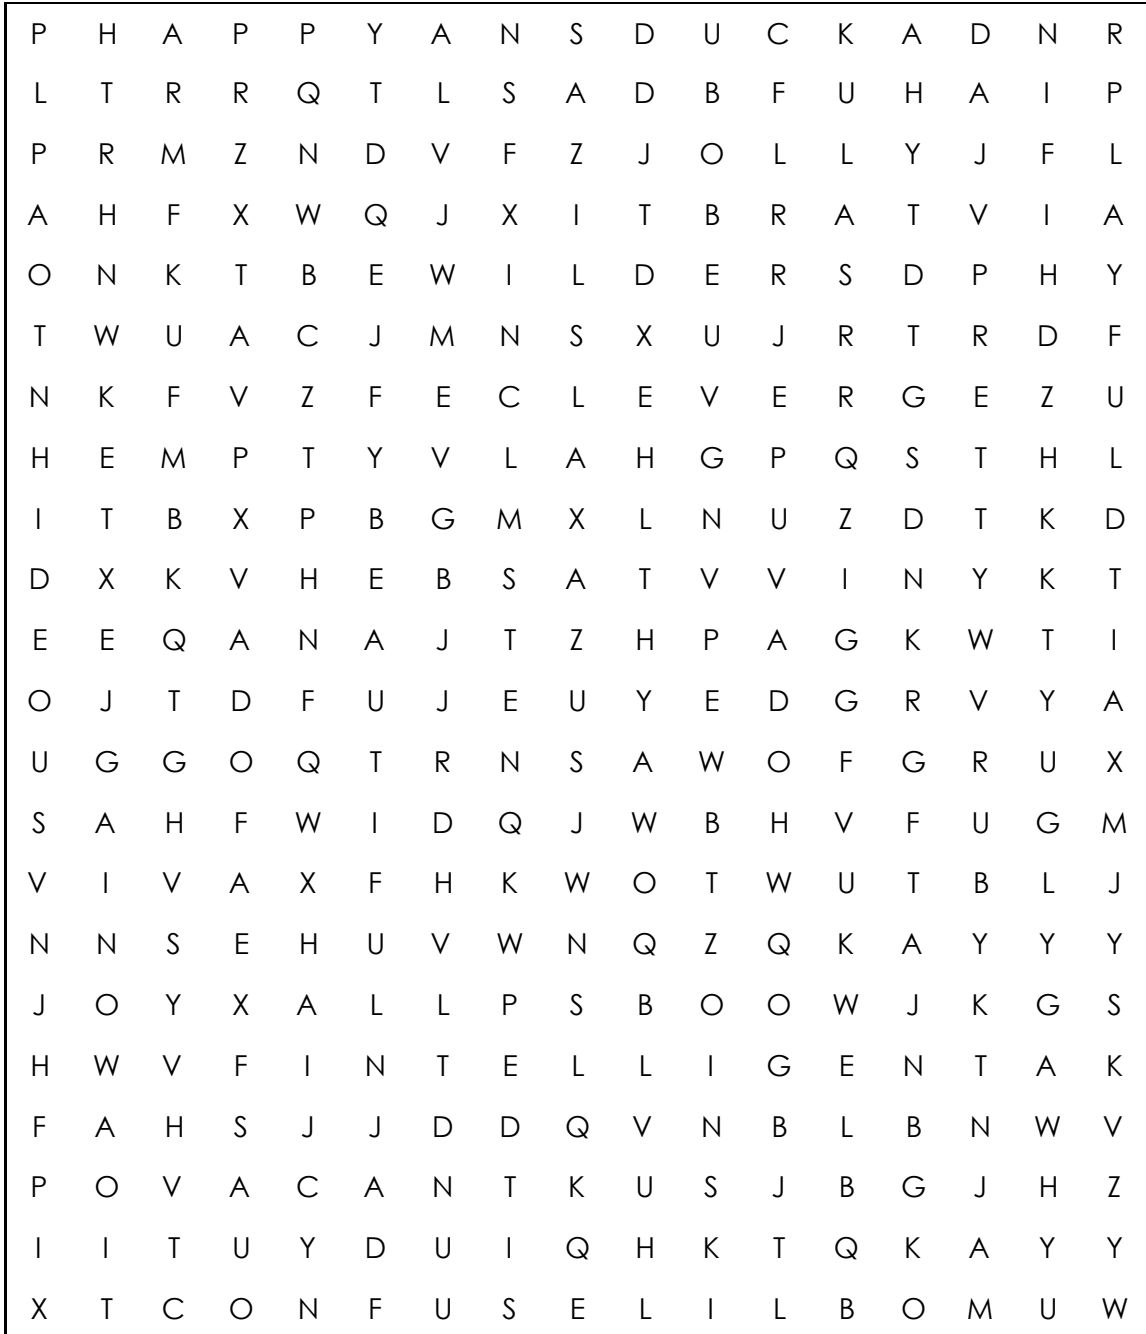 P H A P P Y A N S D U C K A D N R
L T R R Q T L S A D B F U H A I P
P R M Z N D V F Z J O L L Y J F L
A H F X W Q J X I T B R A T V I A
O N K T B E W I L D E R S D P H Y
T W U A C J M N S X U J R T R D F
N K F V Z F E C L E V E R G E Z U
H E M P T Y V L A H G P Q S T H L
I T B X P B G M X L N U Z D T K D
D X K V H E B S A T V V I N Y K T
E E Q A N A J T Z H P A G K W T I
O J T D F U J E U Y E D G R V Y A
U G G O Q T R N S A W O F G R U X
S A H F W I D Q J W B H V F U G M
V I V A X F H K W O T W U T B L J
N N S E H U V W N Q Z Q K A Y Y Y
J O Y X A L L P S B O O W J K G S
H W V F I N T E L L I G E N T A K
F A H S J J D D Q V N B L B N W V
P O V A C A N T K U S J B G J H Z
I I T U Y D U I Q H K T Q K A Y Y
X T C O N F U S E L I L B O M U W